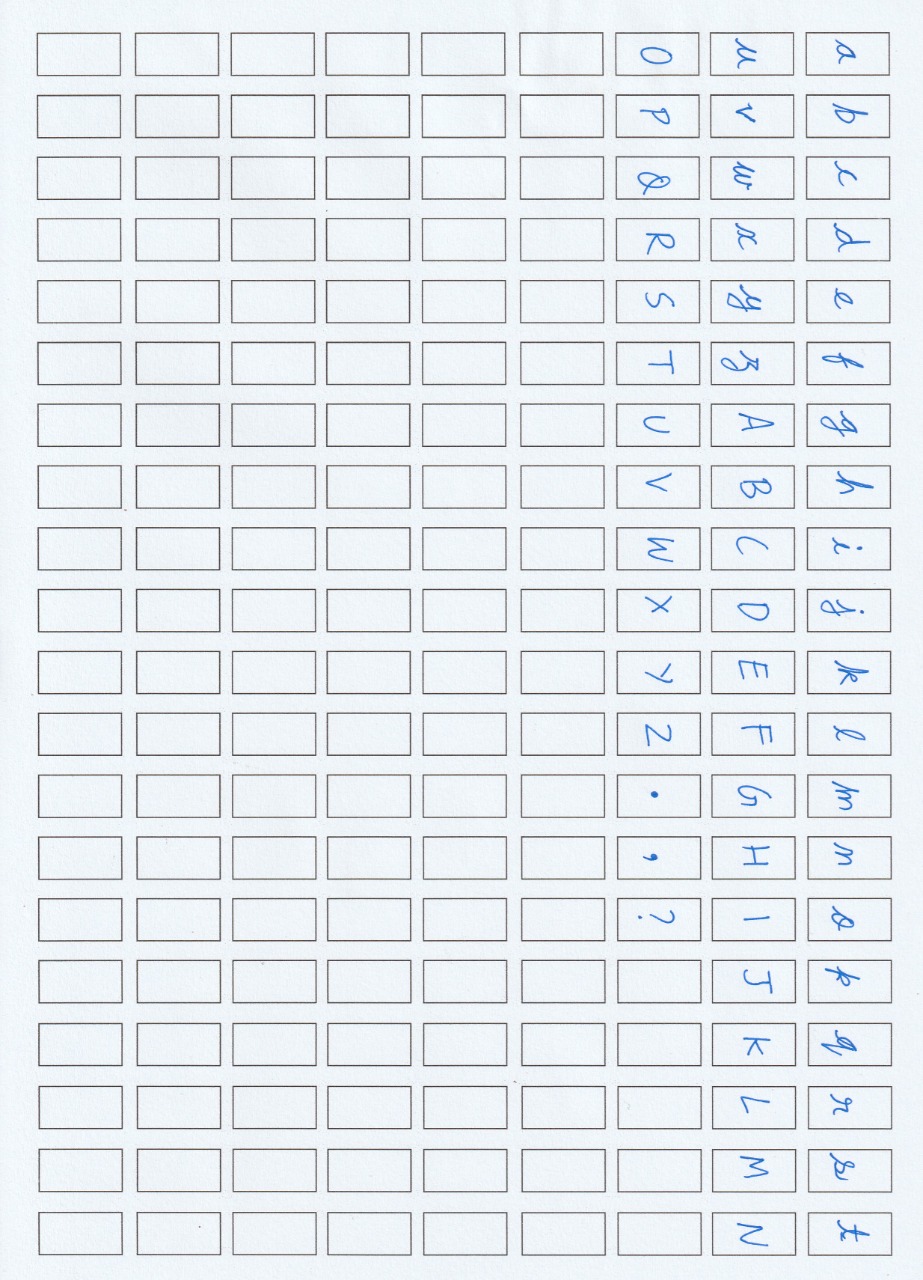 a b c d e f g h i j k l m n o p q r s t
u v w x y z A B C D E F G H I J K L M N
O P Q R S T U V W X Y Z . , ?